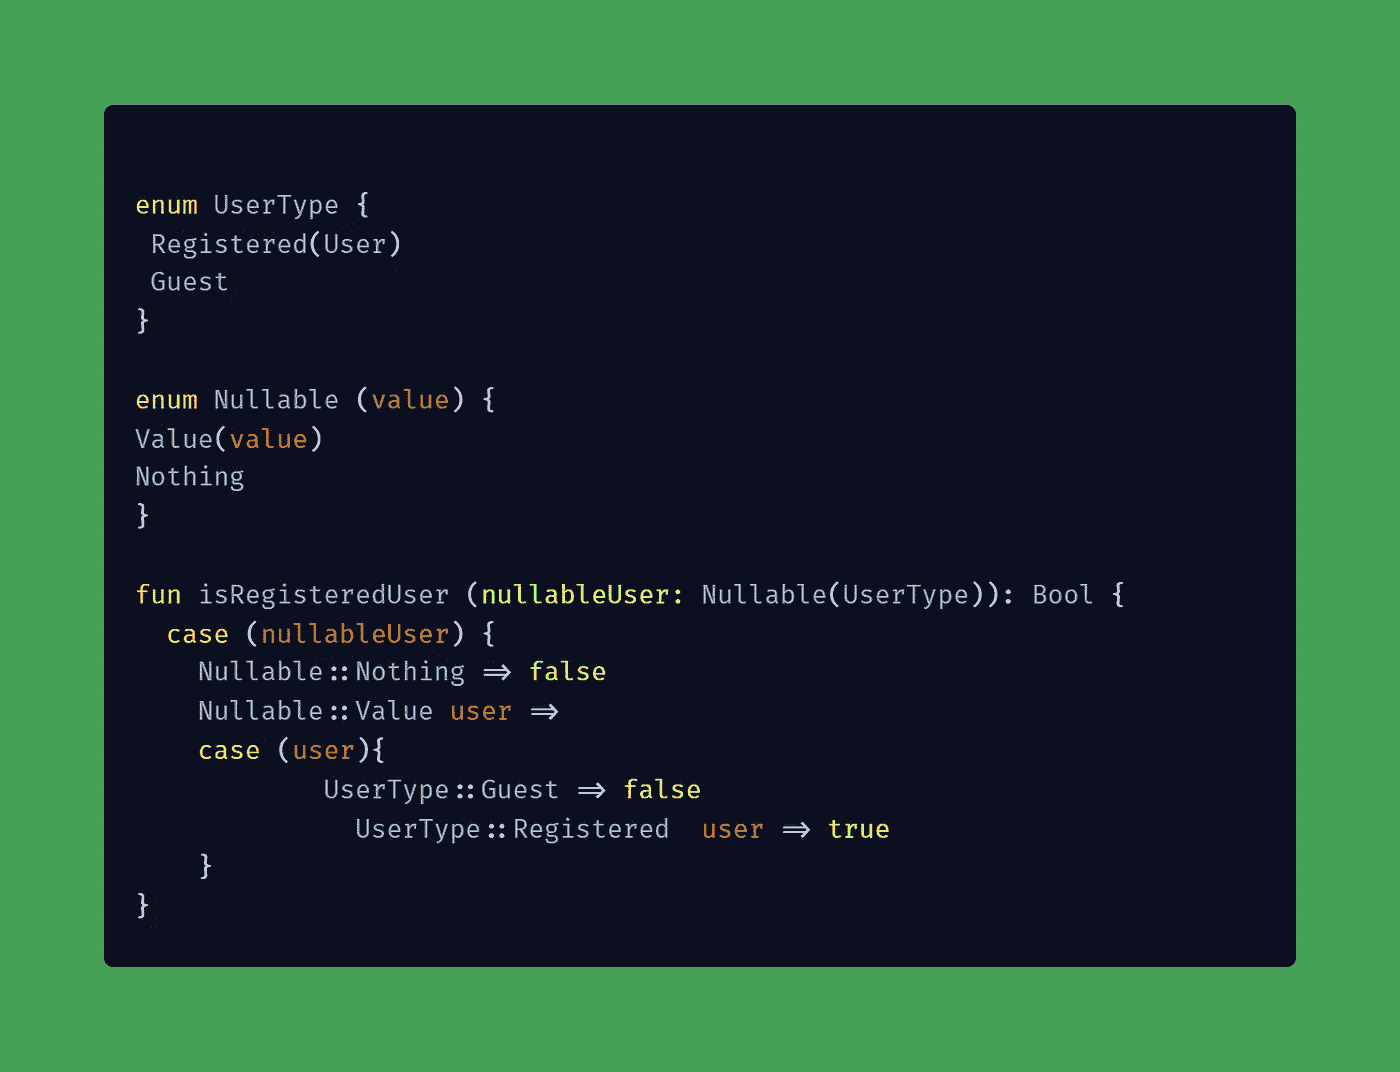 enum UserType {
 Registered(User)
 Guest
}
enum Nullable (value) {
Value(value)
Nothing
}
fun isRegisteredUser (nullableUser: Nullable(UserType)): Bool {
  case (nullableUser) {
    Nullable::Nothing => false
    Nullable::Value user =>
    case (user){
            UserType::Guest => false
              UserType::Registered  user => true
    }
}